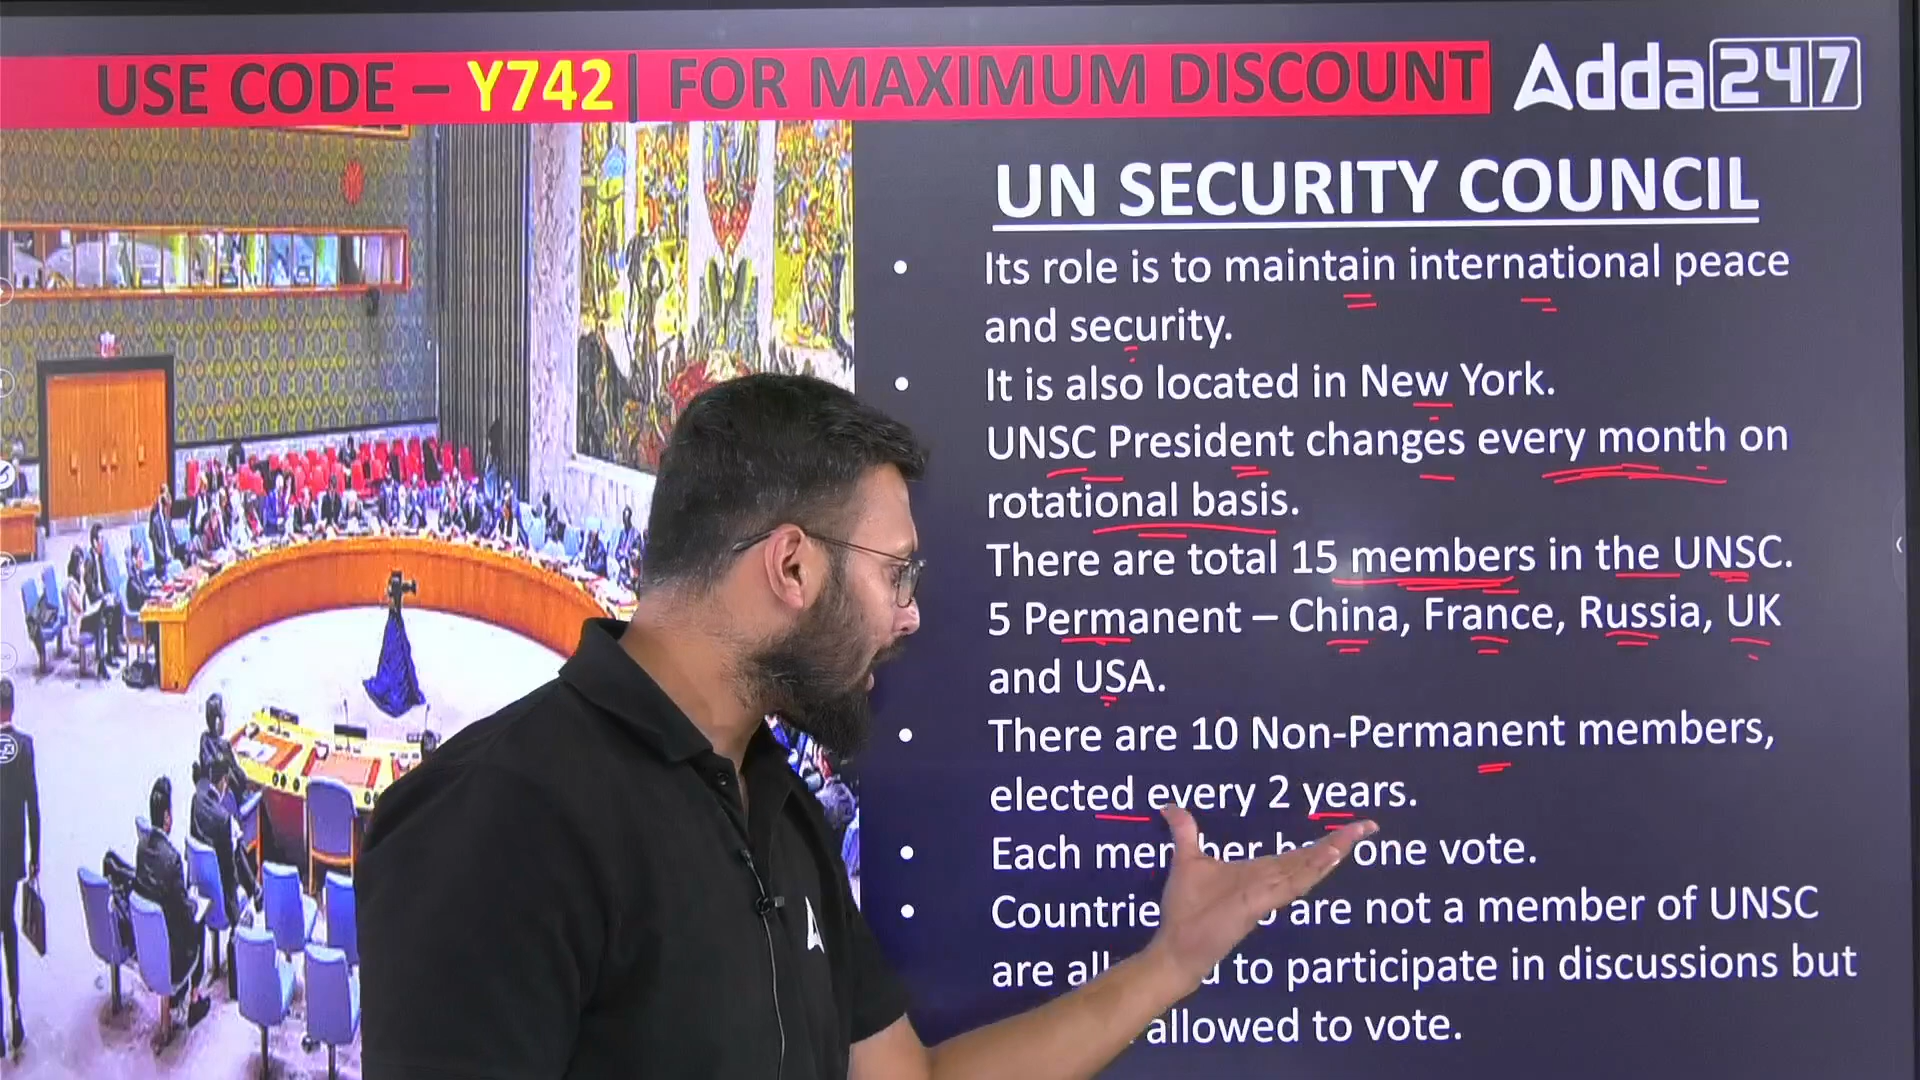 USE CODE – Y742 | FOR MAXIMUM DISCOUNT
Adda247
UN SECURITY COUNCIL
• Its role is to maintain international peace
and security.
• It is also located in New York.
UNSC President changes every month on
rotational basis.
There are total 15 members in the UNSC.
5 Permanent – China, France, Russia, UK
and USA.
• There are 10 Non-Permanent members,
elected every 2 years.
• Each one vote.
• are not a member of UNSC
are to participate in discussions but
allowed to vote.